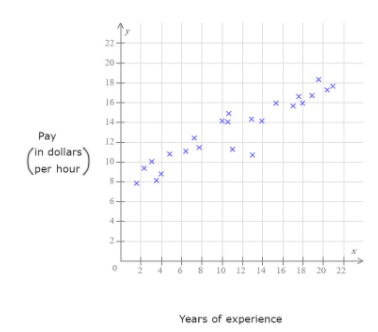 y
22
20
18
16
14
12
10
8
6
4
2
Pay
(in dollars
per hour)
x
0 2 4 6 8 10 12 14 16 18 20 22
Years of experience